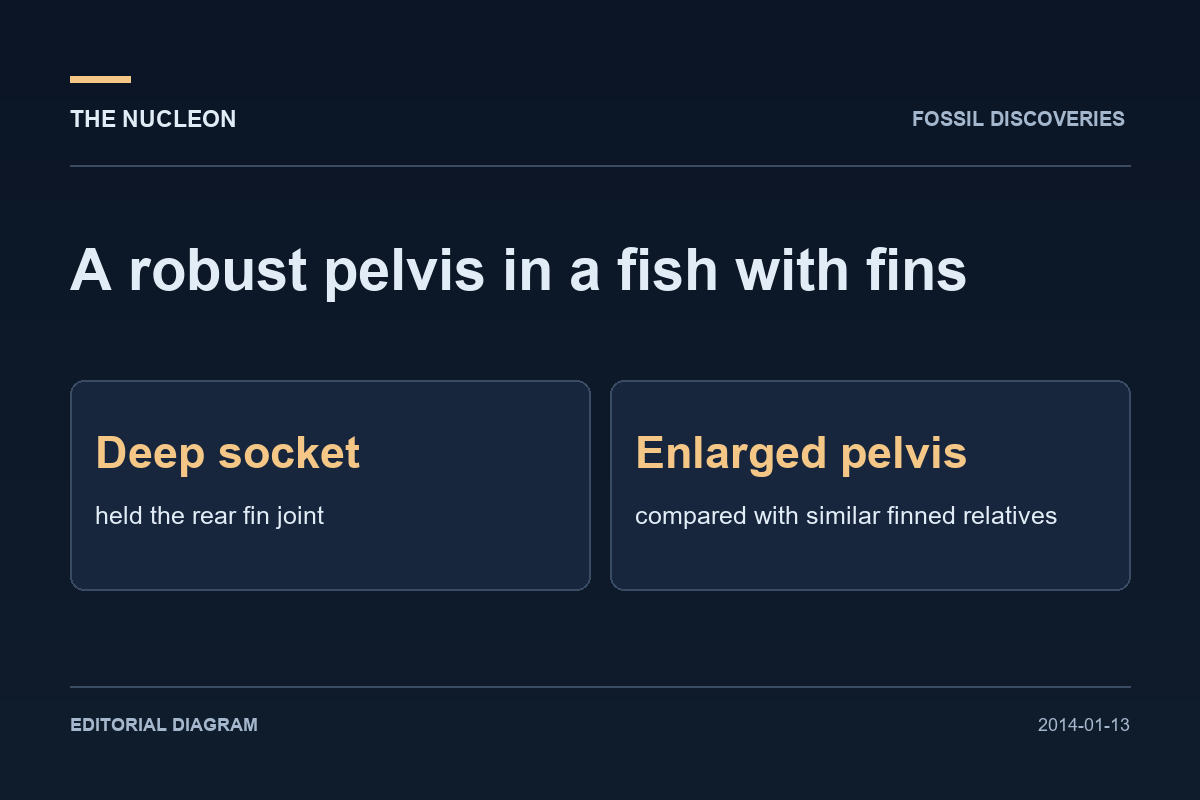 THE NUCLEON
FOSSIL DISCOVERIES
A robust pelvis in a fish with fins
Deep socket
held the rear fin joint
Enlarged pelvis
compared with similar finned relatives
EDITORIAL DIAGRAM
2014-01-13